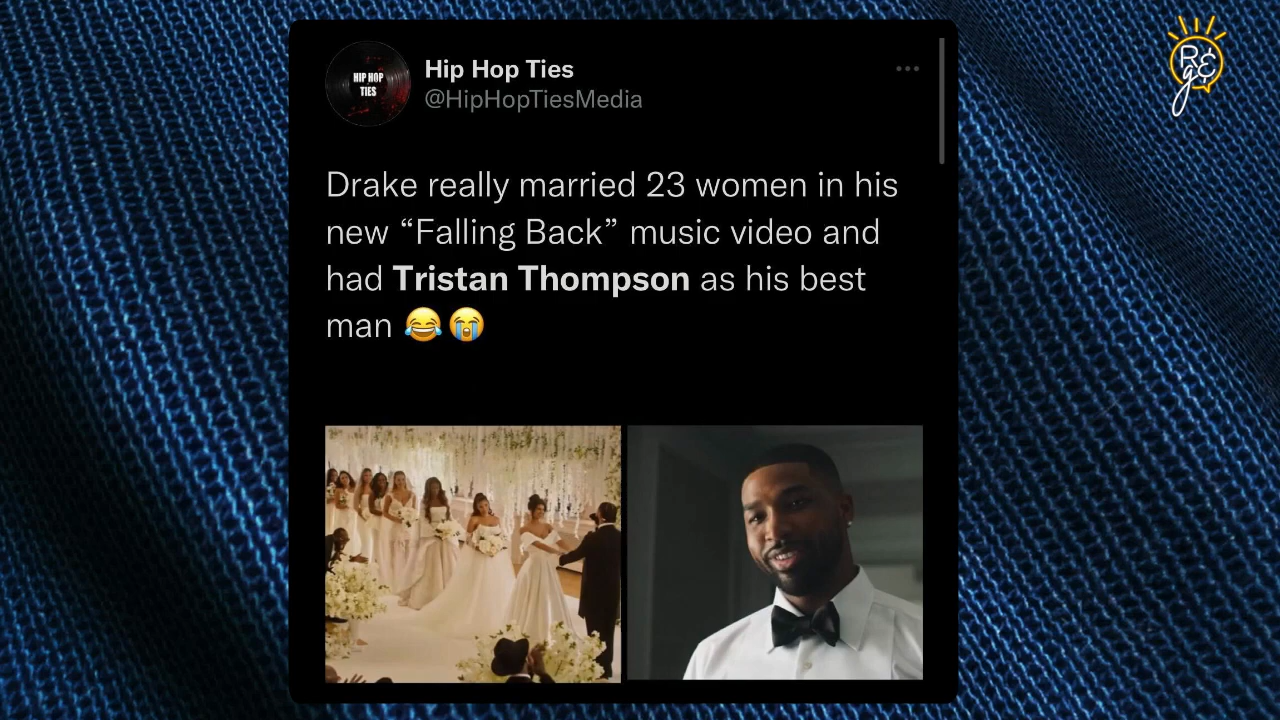 HIP HOP
TIES
Hip Hop Ties
@HipHopTiesMedia
Drake really married 23 women in his
new “Falling Back” music video and
had Tristan Thompson as his best
man 😂😭
R&
g